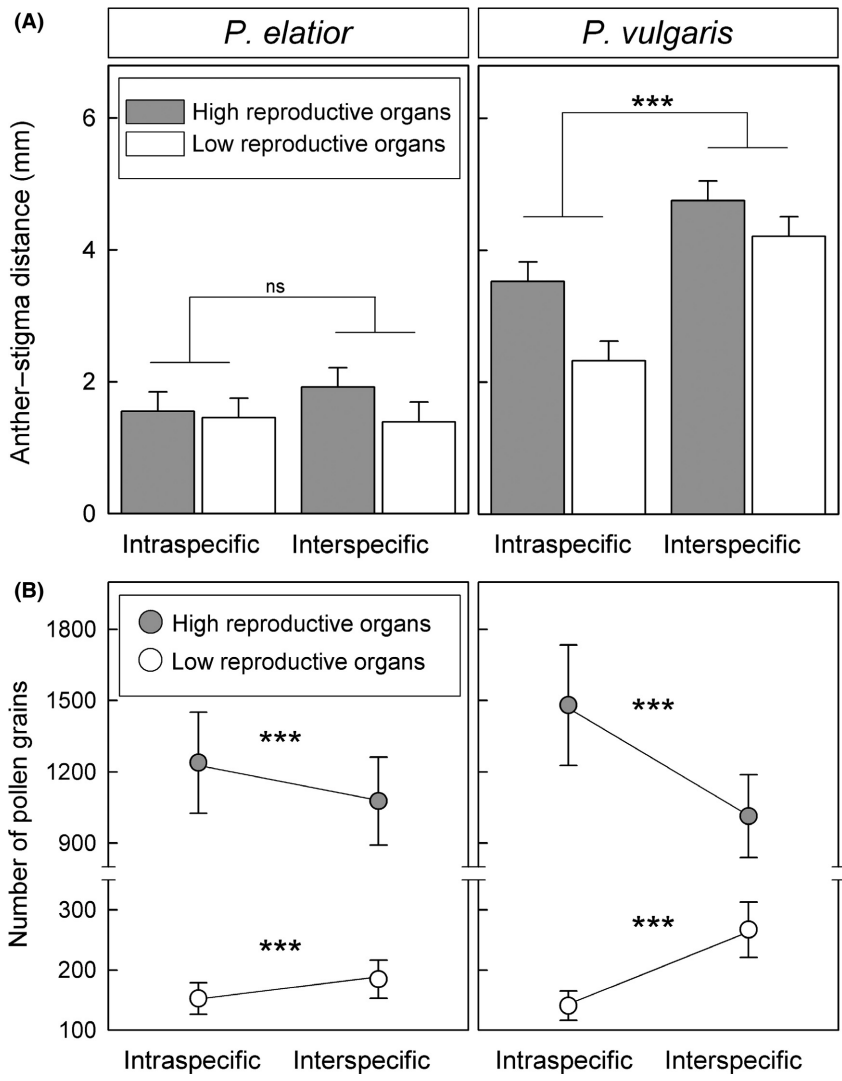 (A)
P. elatior
P. vulgaris
High reproductive organs
Low reproductive organs
Anther–stigma distance (mm)
6
4
2
0
ns
***
Intraspecific
Interspecific
Intraspecific
Interspecific
(B)
High reproductive organs
Low reproductive organs
Number of pollen grains
1800
1500
1200
900
300
200
100
***
***
***
***
Intraspecific
Interspecific
Intraspecific
Interspecific